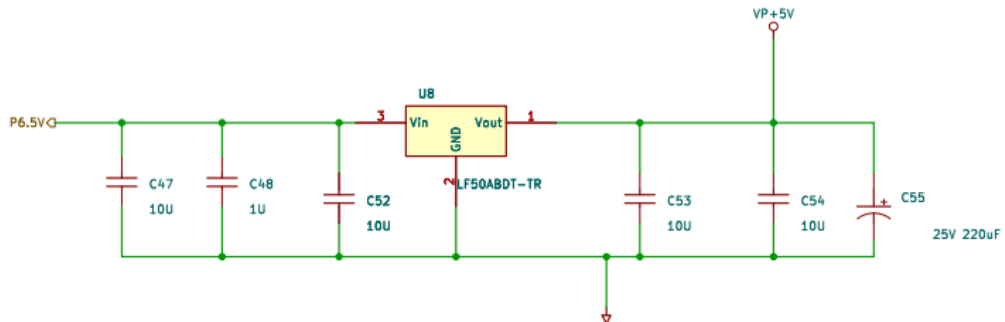 VP+5V
U8
P6.5V
3
Vin
Vout
1
GND
2
LF50ABDT-TR
C47
10U
C48
1U
C52
10U
C53
10U
C54
10U
C55
25V 220uF